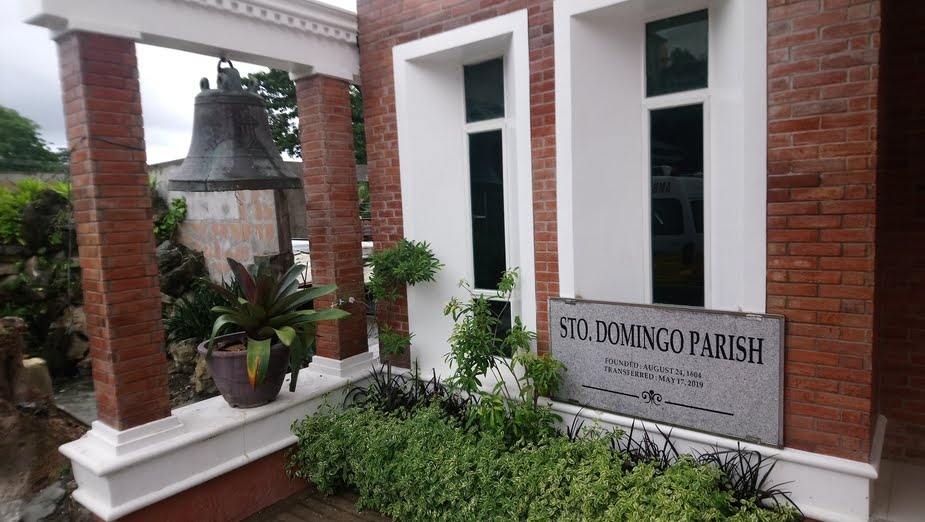 STO. DOMINGO PARISH
FOUNDED : AUGUST 24, 1604
TRANSFERRED : MAY 17, 2019